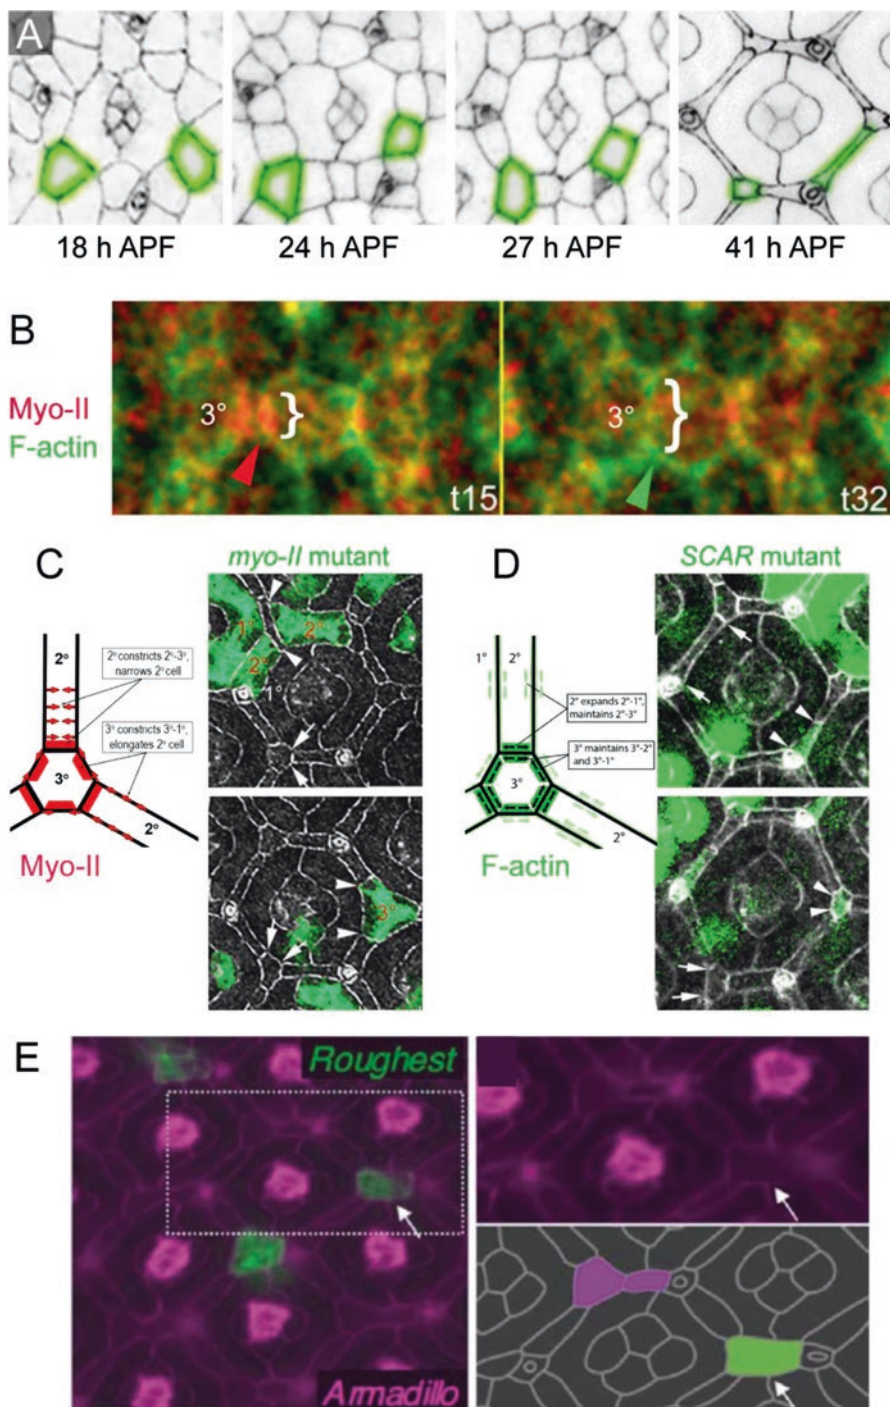 A
18 h APF
24 h APF
27 h APF
41 h APF
B
Myo-II
F-actin
3°
t15
3°
t32
C
2°
2° constricts 2°-3°,
narrows 2° cell
3° constricts 3°-1°,
elongates 2° cell
3°
2°
Myo-II
myo-II mutant
1°
2°
2°
1°
3°
D
1°
2°
2° expands 2°-1°,
maintains 2°-3°
3° maintains 3°-2°
and 3°-1°
3°
2°
F-actin
SCAR mutant
E
Roughest
Armadillo